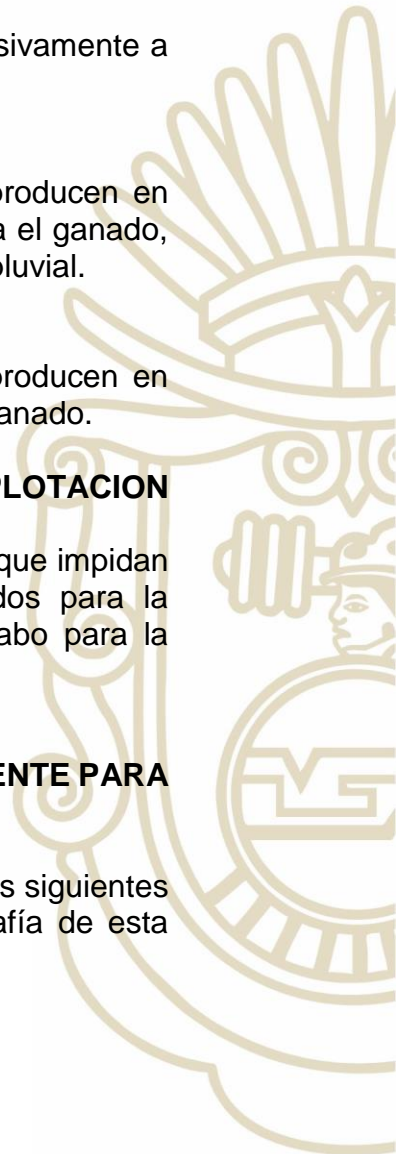 sivamente a
producen en
a el ganado,
pluvial.
producen en
anado.
PLOTACION
que impidan
dos para la
abo para la
ENTE PARA
s siguientes
afía de esta